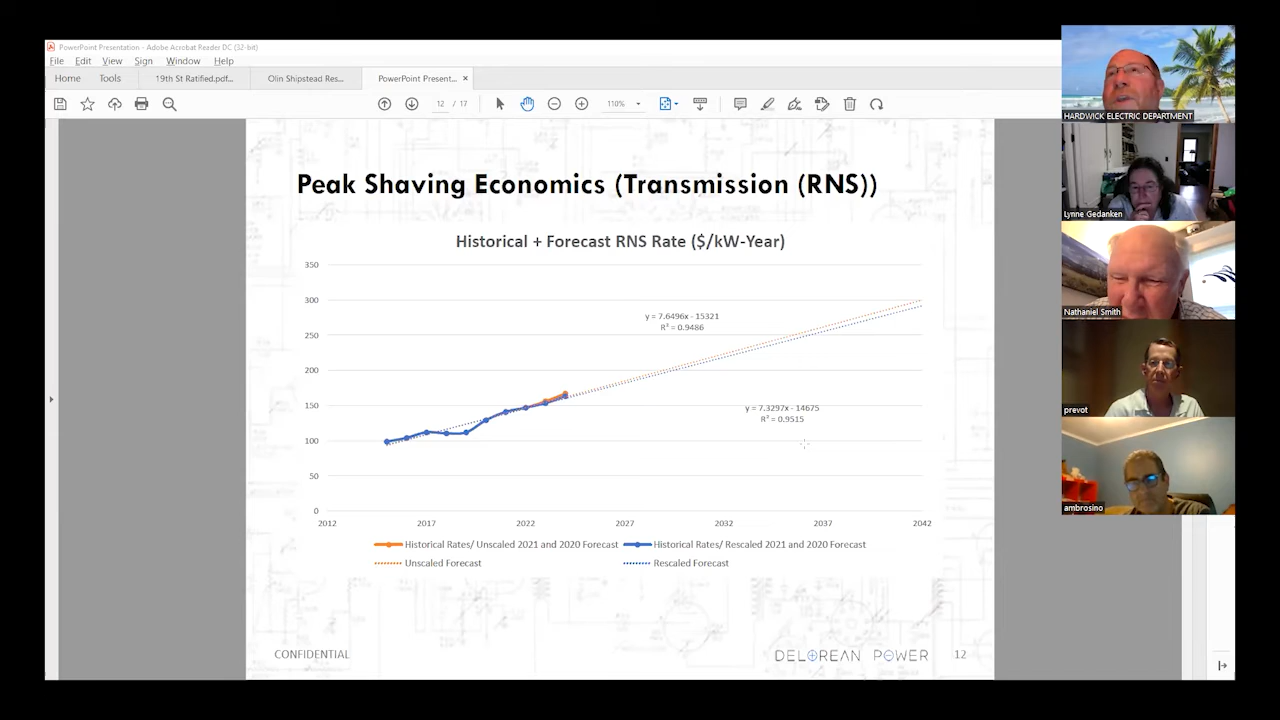 PowerPoint Presentation - Adobe Acrobat Reader DC (32-bit)
File Edit View Sign Window Help
Home Tools 19th St Ratified.pdf... Olin Shipstead Res... PowerPoint Present... ×
12 / 17 110%
Peak Shaving Economics (Transmission (RNS))
Historical + Forecast RNS Rate ($/kW-Year)
350
300
250
200
150
100
50
0
y = 7.6496x - 15321
R² = 0.9486
y = 7.3297x - 14675
R² = 0.9515
2012 2017 2022 2027 2032 2037 2042
Historical Rates/ Unscaled 2021 and 2020 Forecast Historical Rates/ Rescaled 2021 and 2020 Forecast
Unscaled Forecast Rescaled Forecast
CONFIDENTIAL DELOREAN POWER 12
HARDWICK ELECTRIC DEPARTMENT
Lynne Gedanken
Nathaniel Smith
prevot
ambrosino